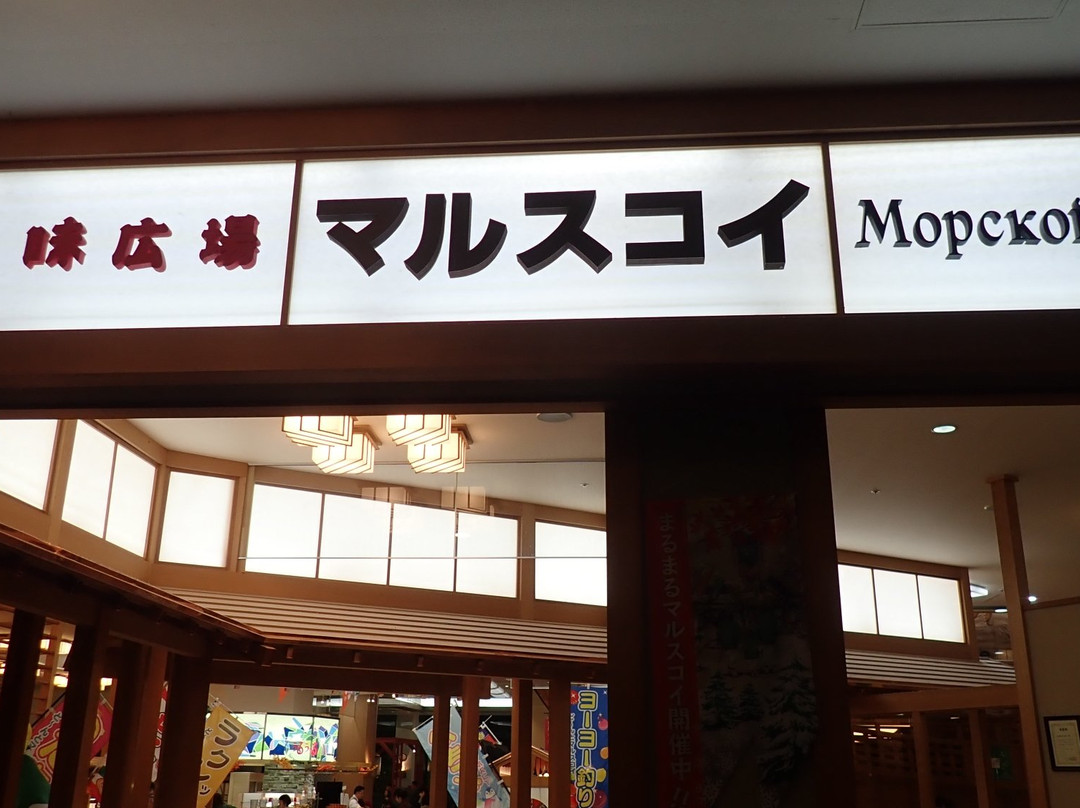 味広場
マルスコイ
Морской
まるまるマルスコイ開催中!!
ヨーヨー釣り